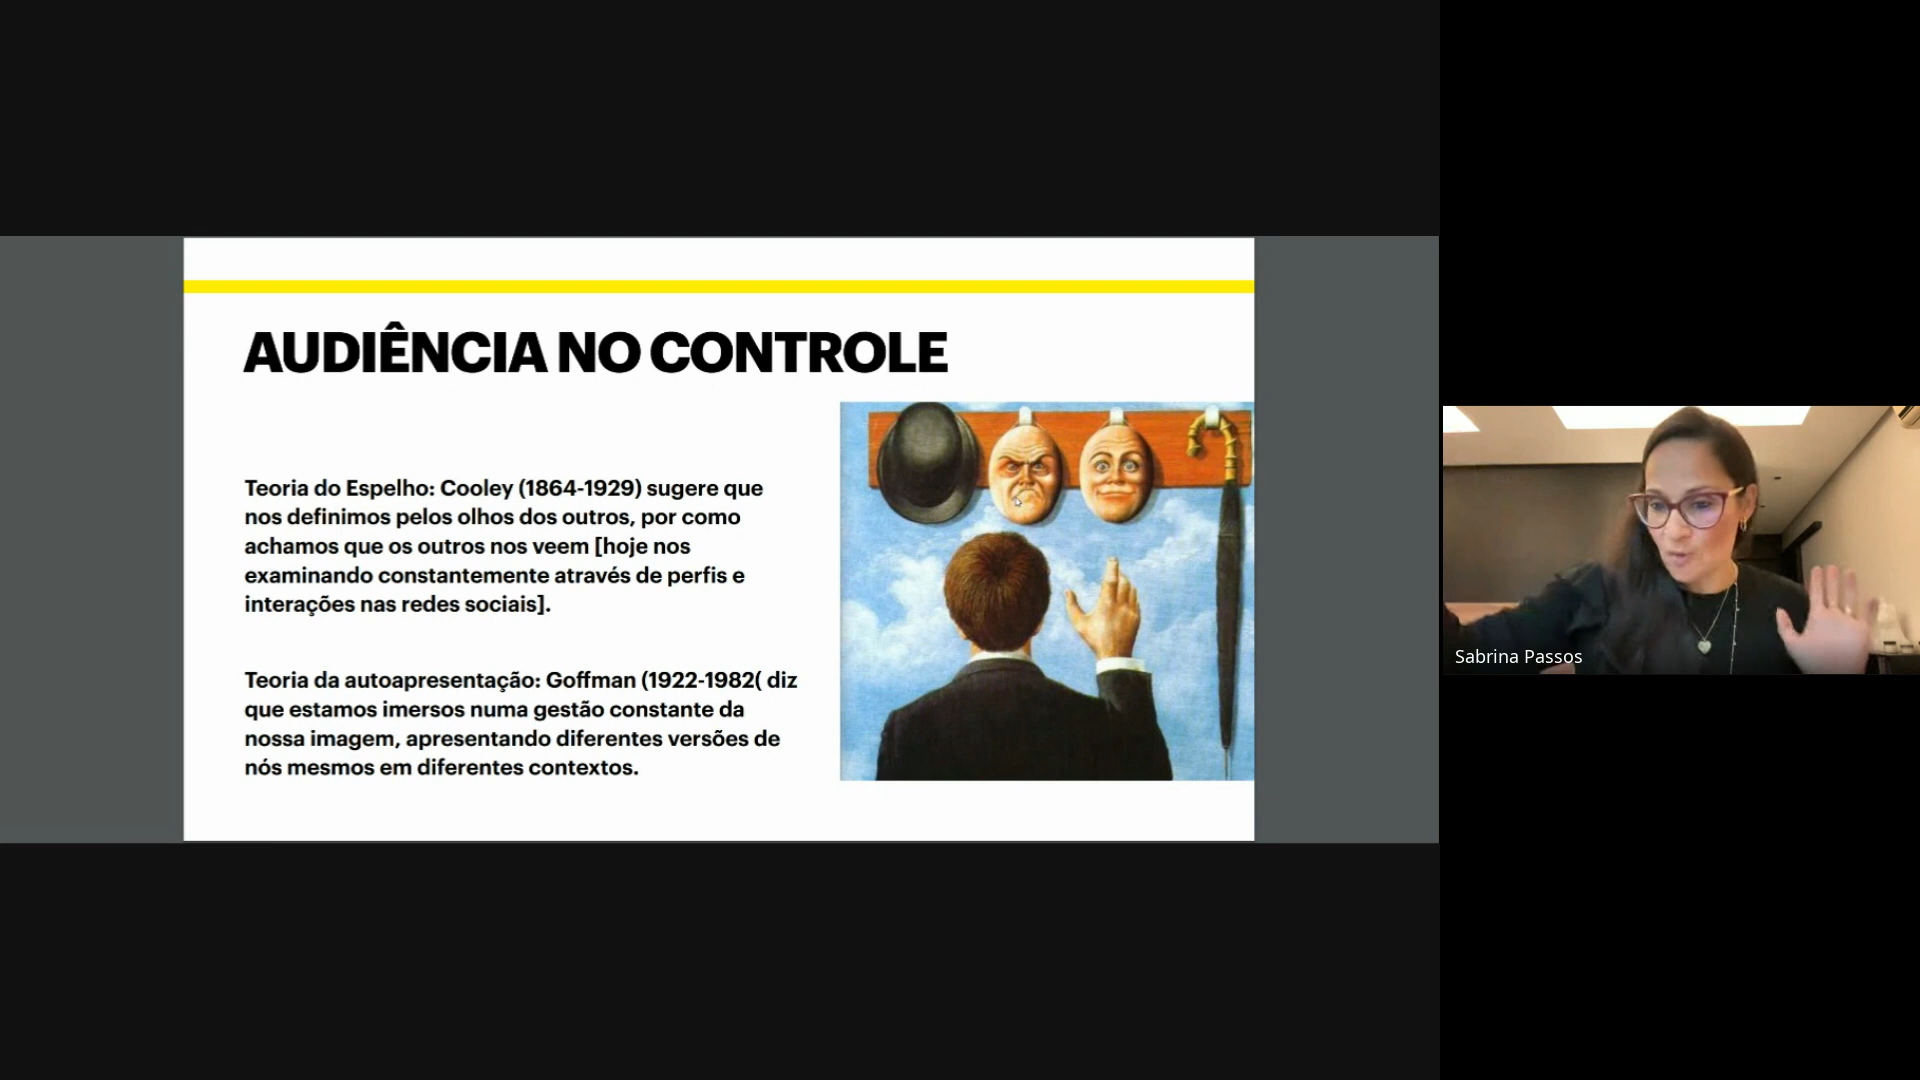 AUDIÊNCIA NO CONTROLE
Teoria do Espelho: Cooley (1864-1929) sugere que
nos definimos pelos olhos dos outros, por como
achamos que os outros nos veem [hoje nos
examinando constantemente através de perfis e
interações nas redes sociais].
Teoria da autoapresentação: Goffman (1922-1982( diz
que estamos imersos numa gestão constante da
nossa imagem, apresentando diferentes versões de
nós mesmos em diferentes contextos.
Sabrina Passos